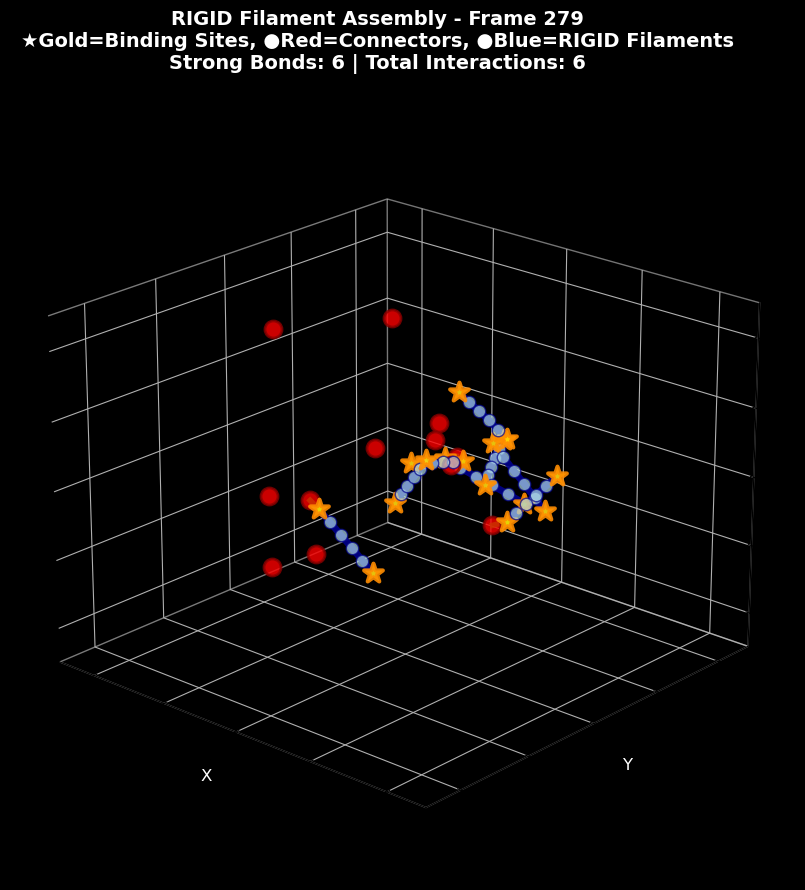 RIGID Filament Assembly - Frame 279
★Gold=Binding Sites, ●Red=Connectors, ●Blue=RIGID Filaments
Strong Bonds: 6 | Total Interactions: 6
X
Y